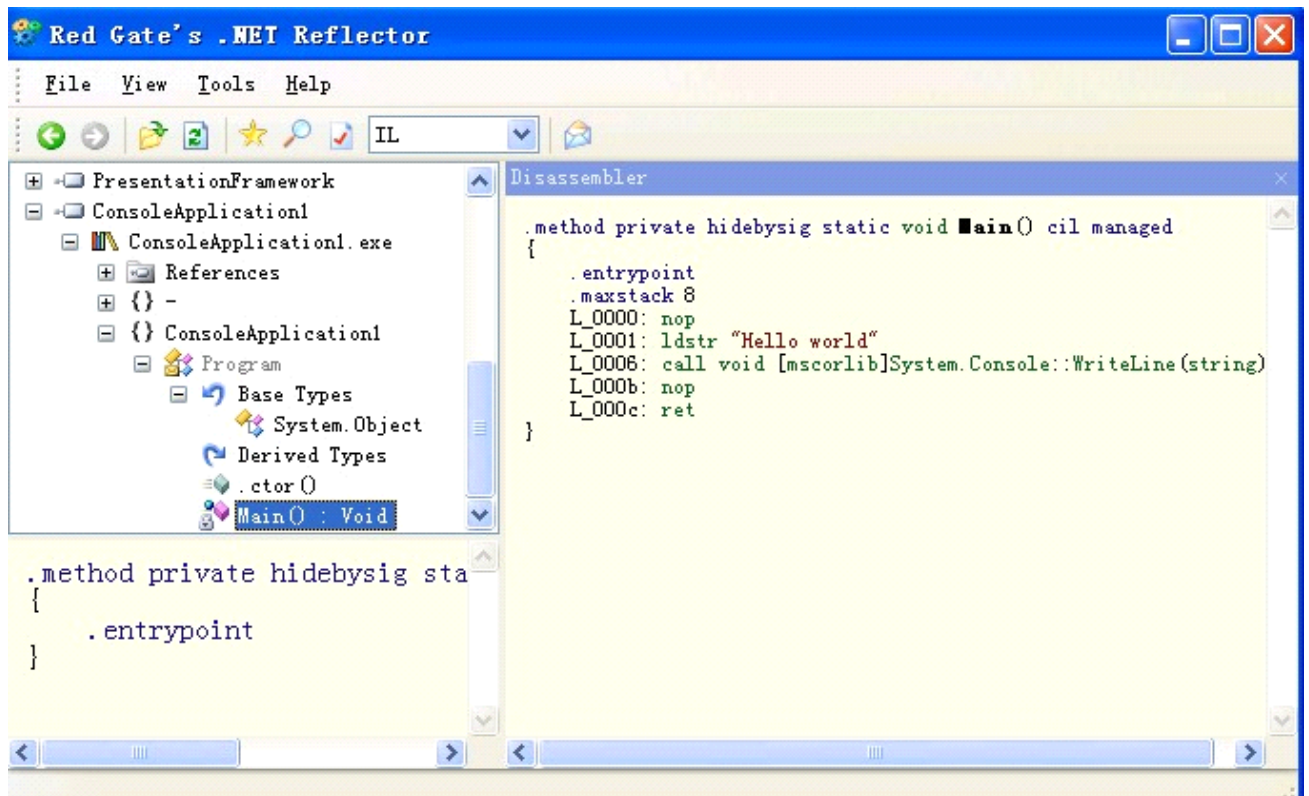 Red Gate's .NET Reflector
File View Tools Help
IL
PresentationFramework
ConsoleApplication1
ConsoleApplication1.exe
References
{} -
{} ConsoleApplication1
Program
Base Types
System.Object
Derived Types
.ctor()
Main() : Void
.method private hidebysig sta
{
.entrypoint
}
Disassembler
.method private hidebysig static void Main() cil managed
{
.entrypoint
.maxstack 8
L_0000: nop
L_0001: ldstr "Hello world"
L_0006: call void [mscorlib]System.Console::WriteLine(string)
L_000b: nop
L_000c: ret
}